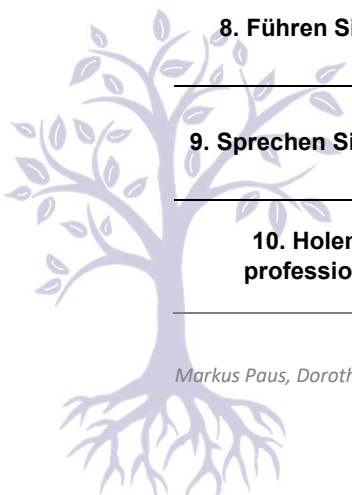 8. Führen Si
9. Sprechen Si
10. Holen
professio
Markus Paus, Doroth